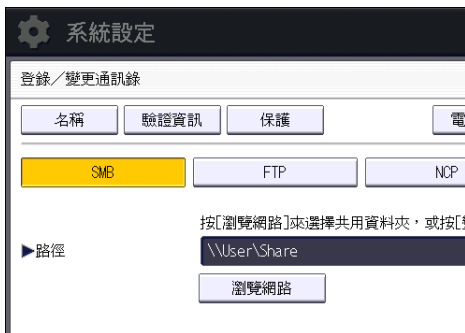 系統設定
登錄／變更通訊錄
名稱 驗證資訊 保護 電
SMB FTP NCP
按[瀏覽網路]來選擇共用資料夾，或按[
▶路徑 \\User\Share
瀏覽網路